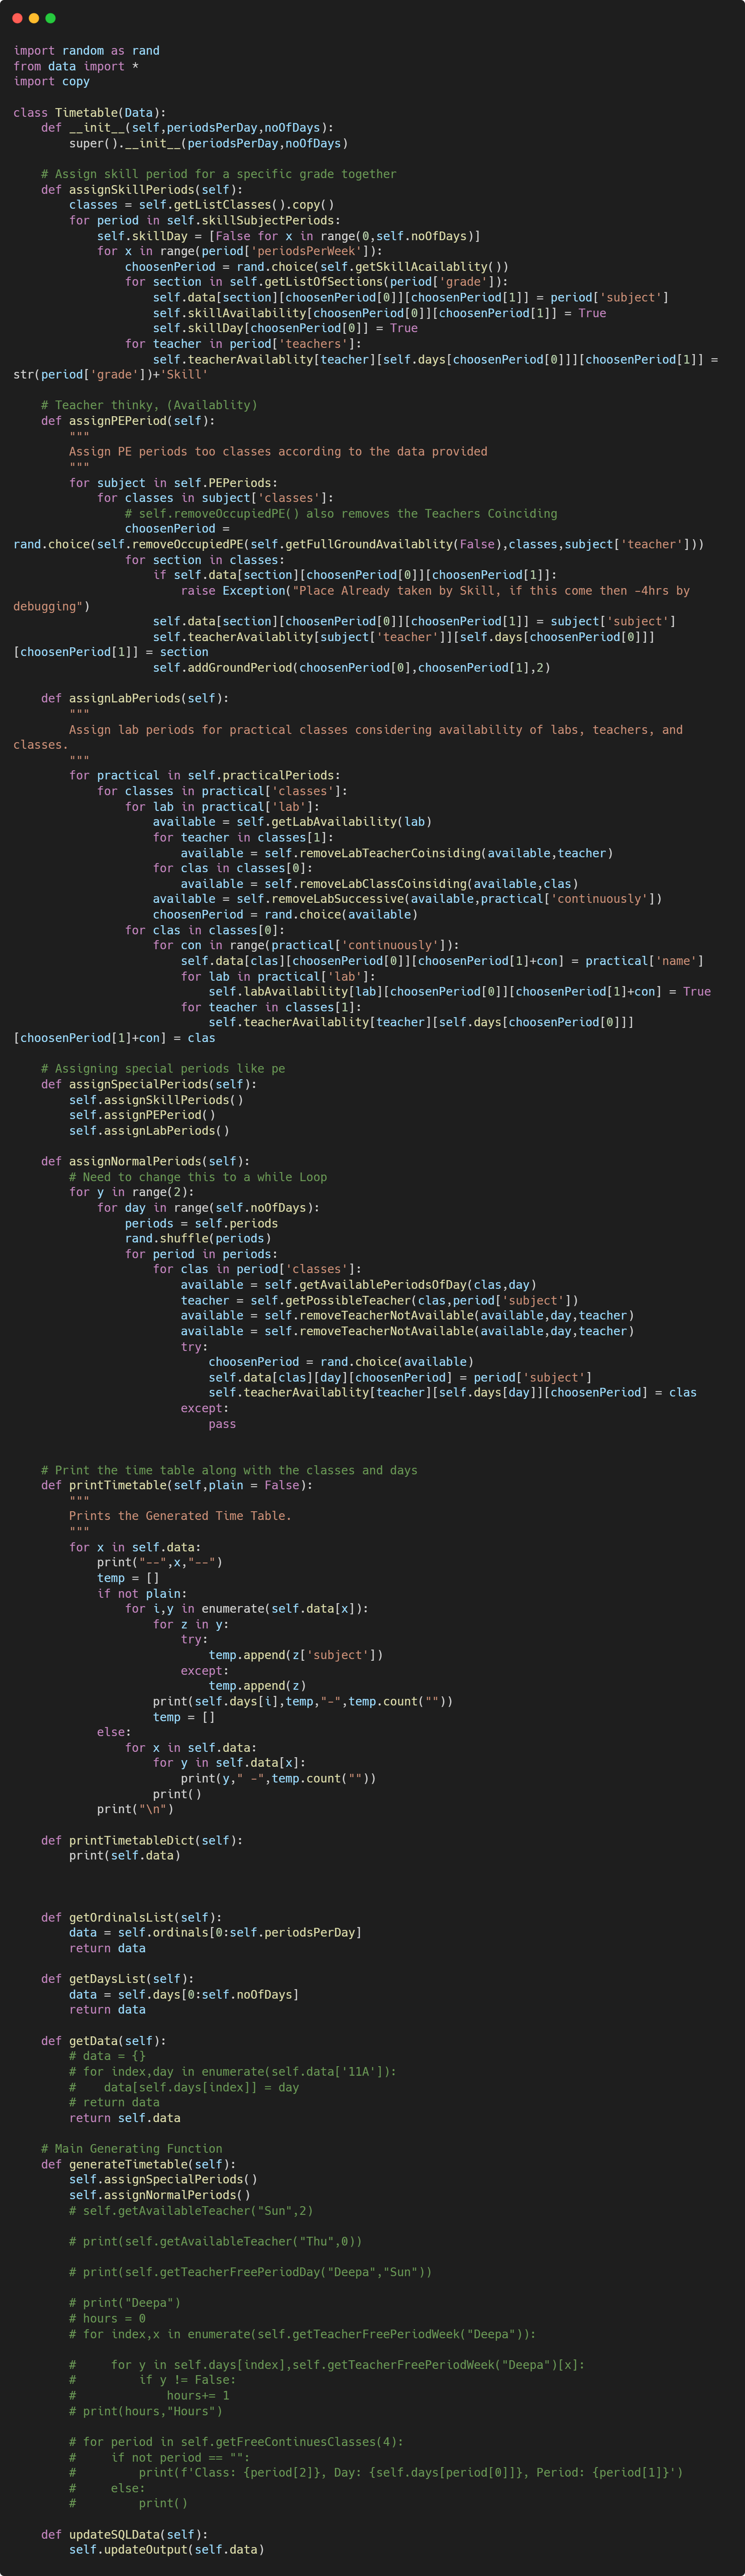 import random as rand
from data import *
import copy

class Timetable(Data):
    def __init__(self,periodsPerDay,noOfDays):
        super().__init__(periodsPerDay,noOfDays)

    # Assign skill period for a specific grade together
    def assignSkillPeriods(self):
        classes = self.getListClasses().copy()
        for period in self.skillSubjectPeriods:
            self.skillDay = [False for x in range(0,self.noOfDays)]
            for x in range(period['periodsPerWeek']):
                choosenPeriod = rand.choice(self.getSkillAcailablity())
                for section in self.getListOfSections(period['grade']):
                    self.data[section][choosenPeriod[0]][choosenPeriod[1]] = period['subject']
                    self.skillAvailability[choosenPeriod[0]][choosenPeriod[1]] = True
                    self.skillDay[choosenPeriod[0]] = True
                for teacher in period['teachers']:
                    self.teacherAvailablity[teacher][self.days[choosenPeriod[0]]][choosenPeriod[1]] =
str(period['grade'])+'Skill'

    # Teacher thinky, (Availablity)
    def assignPEPeriod(self):
        """
        Assign PE periods too classes according to the data provided
        """
        for subject in self.PEPeriods:
            for classes in subject['classes']:
                # self.removeOccupiedPE() also removes the Teachers Coinciding
                choosenPeriod =
rand.choice(self.removeOccupiedPE(self.getFullGroundAvailablity(False),classes,subject['teacher']))
                for section in classes:
                    if self.data[section][choosenPeriod[0]][choosenPeriod[1]]:
                        raise Exception("Place Already taken by Skill, if this come then -4hrs by
debugging")
                    self.data[section][choosenPeriod[0]][choosenPeriod[1]] = subject['subject']
                    self.teacherAvailablity[subject['teacher']][self.days[choosenPeriod[0]]]
[choosenPeriod[1]] = section
                    self.addGroundPeriod(choosenPeriod[0],choosenPeriod[1],2)

    def assignLabPeriods(self):
        """
        Assign lab periods for practical classes considering availability of labs, teachers, and
classes.
        """
        for practical in self.practicalPeriods:
            for classes in practical['classes']:
                for lab in practical['lab']:
                    available = self.getLabAvailability(lab)
                    for teacher in classes[1]:
                        available = self.removeLabTeacherCoinsiding(available,teacher)
                    for clas in classes[0]:
                        available = self.removeLabClassCoinsiding(available,clas)
                    available = self.removeLabSuccessive(available,practical['continuously'])
                    choosenPeriod = rand.choice(available)
                for clas in classes[0]:
                    for con in range(practical['continuously']):
                        self.data[clas][choosenPeriod[0]][choosenPeriod[1]+con] = practical['name']
                        for lab in practical['lab']:
                            self.labAvailability[lab][choosenPeriod[0]][choosenPeriod[1]+con] = True
                        for teacher in classes[1]:
                            self.teacherAvailablity[teacher][self.days[choosenPeriod[0]]]
[choosenPeriod[1]+con] = clas

    # Assigning special periods like pe
    def assignSpecialPeriods(self):
        self.assignSkillPeriods()
        self.assignPEPeriod()
        self.assignLabPeriods()

    def assignNormalPeriods(self):
        # Need to change this to a while Loop
        for y in range(2):
            for day in range(self.noOfDays):
                periods = self.periods
                rand.shuffle(periods)
                for period in periods:
                    for clas in period['classes']:
                        available = self.getAvailablePeriodsOfDay(clas,day)
                        teacher = self.getPossibleTeacher(clas,period['subject'])
                        available = self.removeTeacherNotAvailable(available,day,teacher)
                        available = self.removeTeacherNotAvailable(available,day,teacher)
                        try:
                            choosenPeriod = rand.choice(available)
                            self.data[clas][day][choosenPeriod] = period['subject']
                            self.teacherAvailablity[teacher][self.days[day]][choosenPeriod] = clas
                        except:
                            pass


    # Print the time table along with the classes and days
    def printTimetable(self,plain = False):
        """
        Prints the Generated Time Table.
        """
        for x in self.data:
            print("--",x,"--")
            temp = []
            if not plain:
                for i,y in enumerate(self.data[x]):
                    for z in y:
                        try:
                            temp.append(z['subject'])
                        except:
                            temp.append(z)
                    print(self.days[i],temp,"-",temp.count(""))
                    temp = []
            else:
                for x in self.data:
                    for y in self.data[x]:
                        print(y," -",temp.count(""))
                    print()
            print("\n")

    def printTimetableDict(self):
        print(self.data)




    def getOrdinalsList(self):
        data = self.ordinals[0:self.periodsPerDay]
        return data

    def getDaysList(self):
        data = self.days[0:self.noOfDays]
        return data

    def getData(self):
        # data = {}
        # for index,day in enumerate(self.data['11A']):
        #    data[self.days[index]] = day
        # return data
        return self.data

    # Main Generating Function
    def generateTimetable(self):
        self.assignSpecialPeriods()
        self.assignNormalPeriods()
        # self.getAvailableTeacher("Sun",2)

        # print(self.getAvailableTeacher("Thu",0))

        # print(self.getTeacherFreePeriodDay("Deepa","Sun"))

        # print("Deepa")
        # hours = 0
        # for index,x in enumerate(self.getTeacherFreePeriodWeek("Deepa")):

        #     for y in self.days[index],self.getTeacherFreePeriodWeek("Deepa")[x]:
        #         if y != False:
        #             hours+= 1
        # print(hours,"Hours")

        # for period in self.getFreeContinuesClasses(4):
        #     if not period == "":
        #         print(f'Class: {period[2]}, Day: {self.days[period[0]]}, Period: {period[1]}')
        #     else:
        #         print()

    def updateSQLData(self):
        self.updateOutput(self.data)